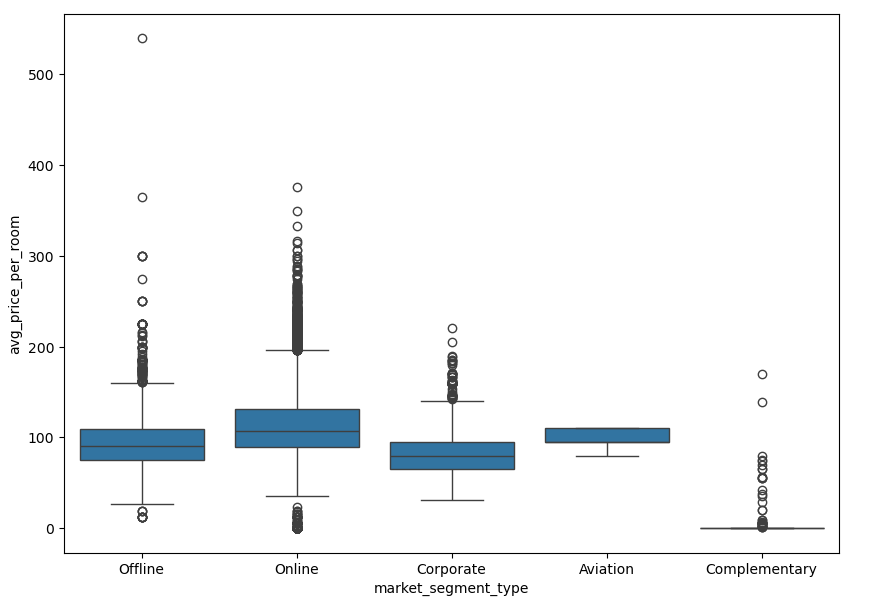 500
400
300
200
100
0
avg_price_per_room
Offline Online Corporate Aviation Complementary
market_segment_type